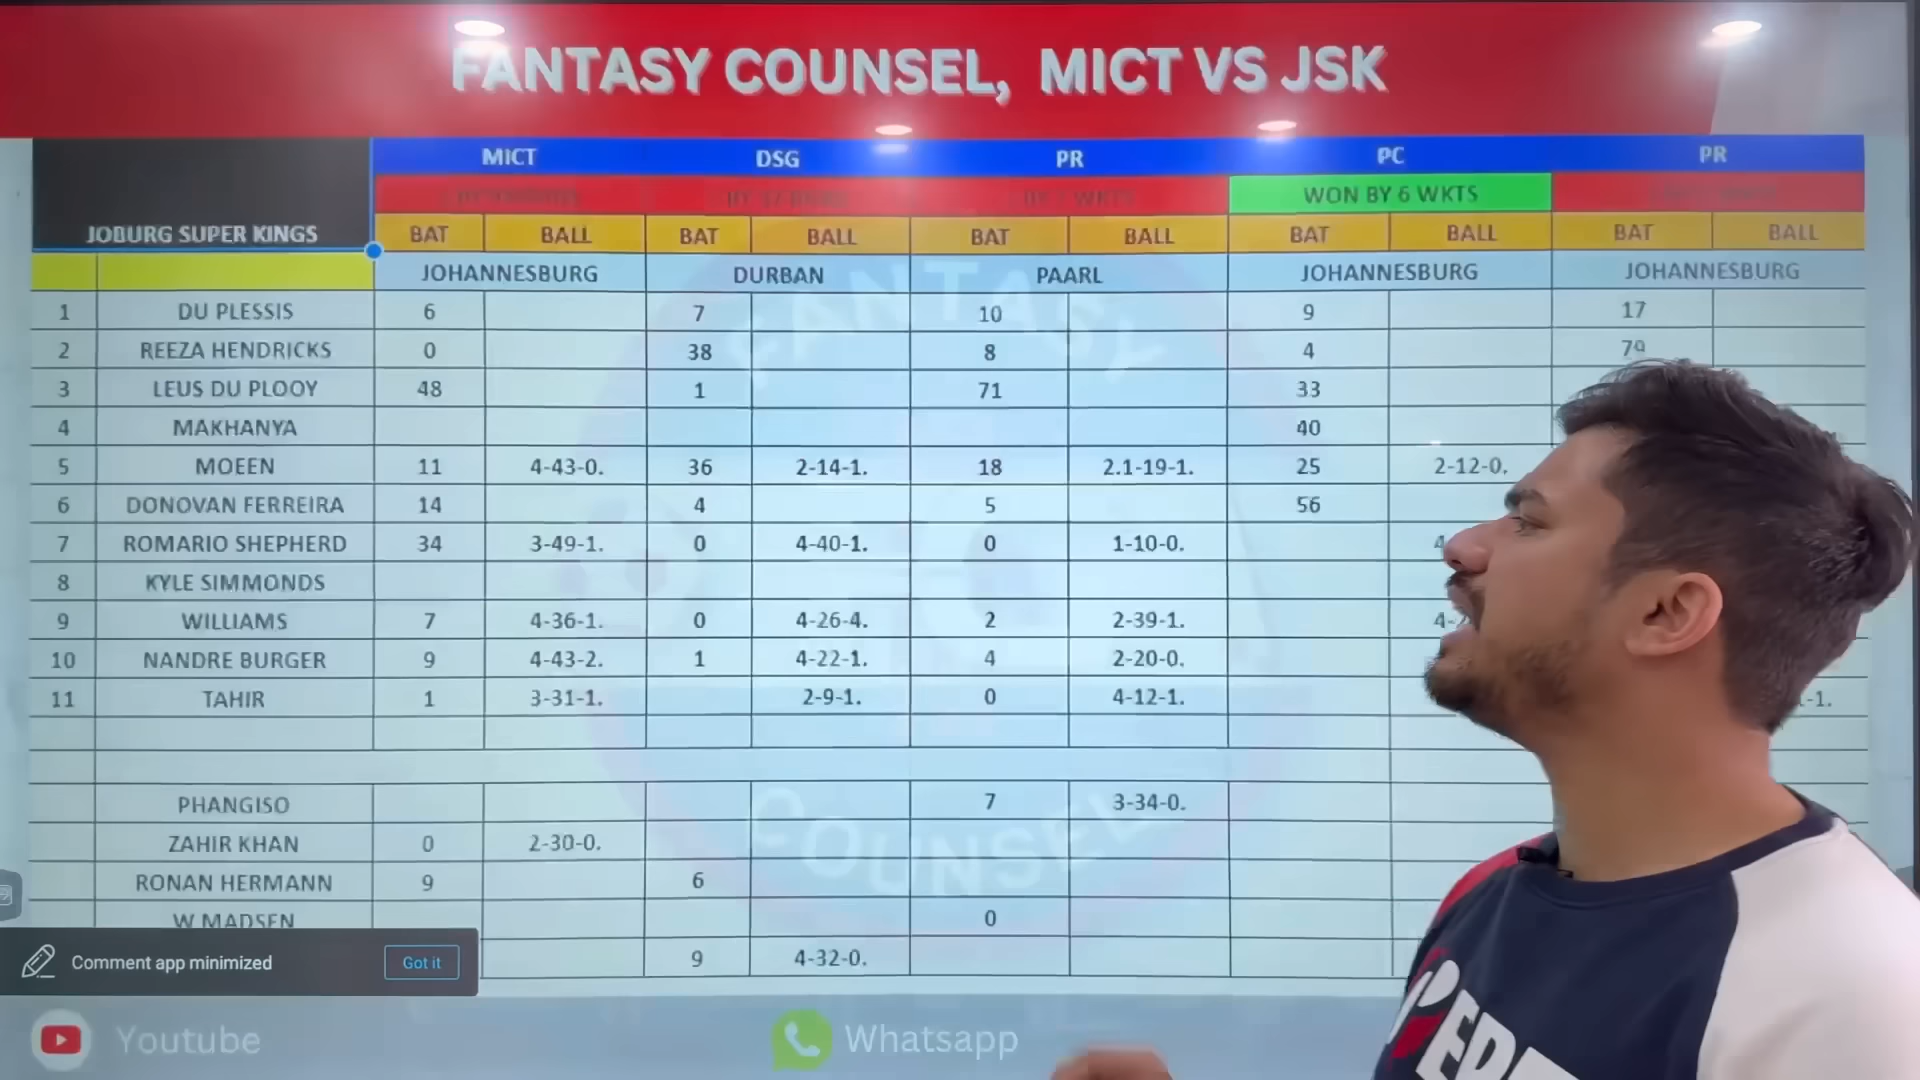 FANTASY COUNSEL, MICT VS JSK
MICT DSG PR PC PR
WON BY 6 WKTS
JOBURG SUPER KINGS BAT BALL BAT BALL BAT BALL BAT BALL BAT BALL
JOHANNESBURG DURBAN PAARL JOHANNESBURG JOHANNESBURG
1 DU PLESSIS 6 7 10 9 17
2 REEZA HENDRICKS 0 38 8 4 79
3 LEUS DU PLOOY 48 1 71 33
4 MAKHANYA 40
5 MOEEN 11 4-43-0. 36 2-14-1. 18 2.1-19-1. 25 2-12-0.
6 DONOVAN FERREIRA 14 4 5 56
7 ROMARIO SHEPHERD 34 3-49-1. 0 4-40-1. 0 1-10-0.
8 KYLE SIMMONDS
9 WILLIAMS 7 4-36-1. 0 4-26-4. 2 2-39-1.
10 NANDRE BURGER 9 4-43-2. 1 4-22-1. 4 2-20-0.
11 TAHIR 1 3-31-1. 2-9-1. 0 4-12-1. -1.
PHANGISO 7 3-34-0.
ZAHIR KHAN 0 2-30-0.
RONAN HERMANN 9 6
W MADSEN 0
9 4-32-0.
FANTASY
COUNSEL
Comment app minimized Got it
Youtube Whatsapp